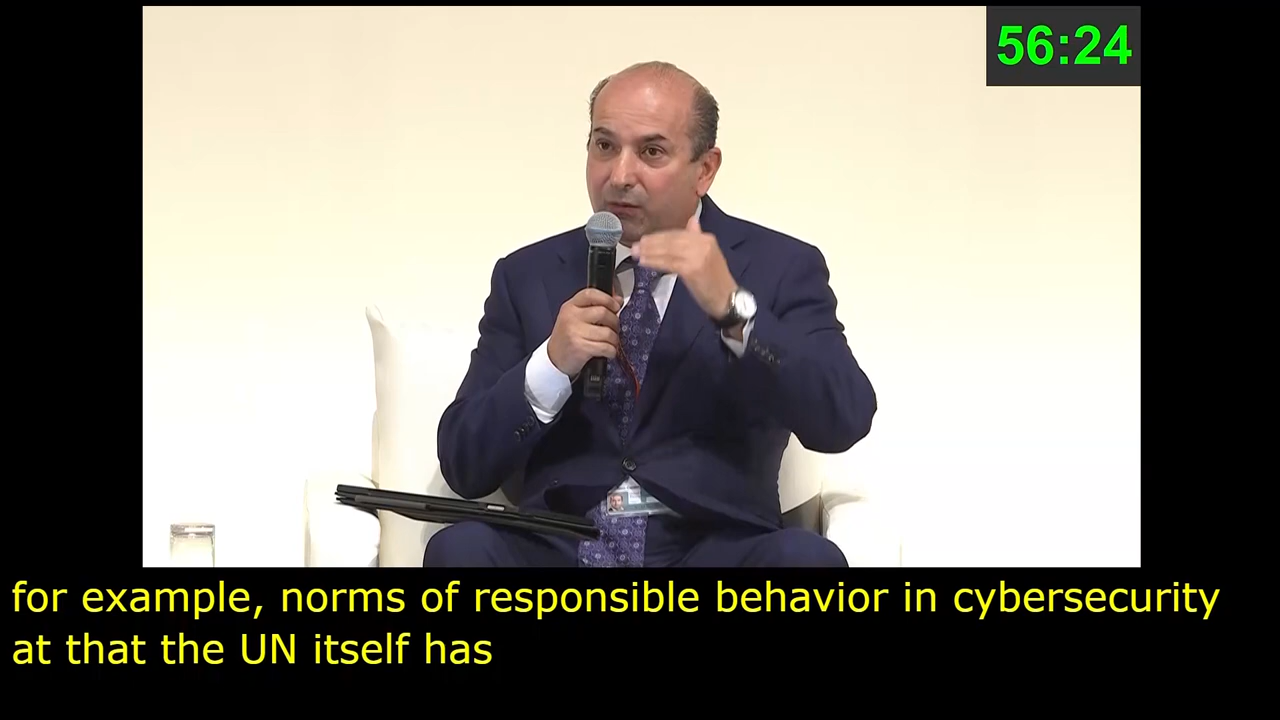 56:24
for example, norms of responsible behavior in cybersecurity
at that the UN itself has